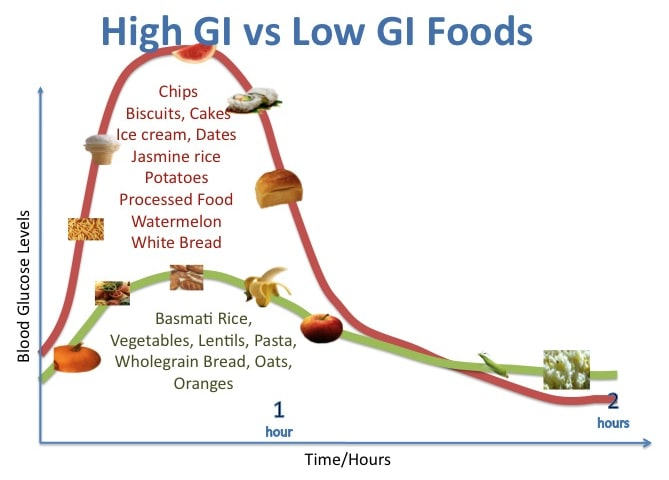 High GI vs Low GI Foods
Chips
Biscuits, Cakes
Ice cream, Dates
Jasmine rice
Potatoes
Processed Food
Watermelon
White Bread
Blood Glucose Levels
Basmati Rice,
Vegetables, Lentils, Pasta,
Wholegrain Bread, Oats,
Oranges
1
hour
2
hours
Time/Hours